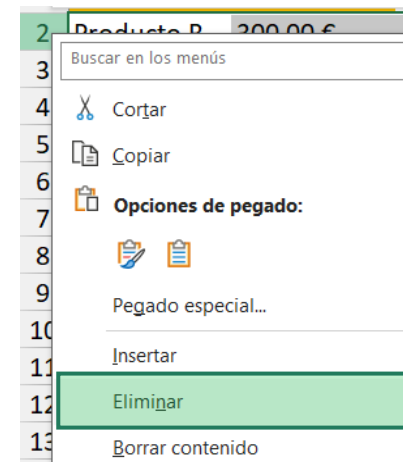 2 Producto B 300,00 €
Buscar en los menús
3
4 Cortar
5 Copiar
6
7 Opciones de pegado:
8
9 Pegado especial...
10
11 Insertar
12 Eliminar
13 Borrar contenido